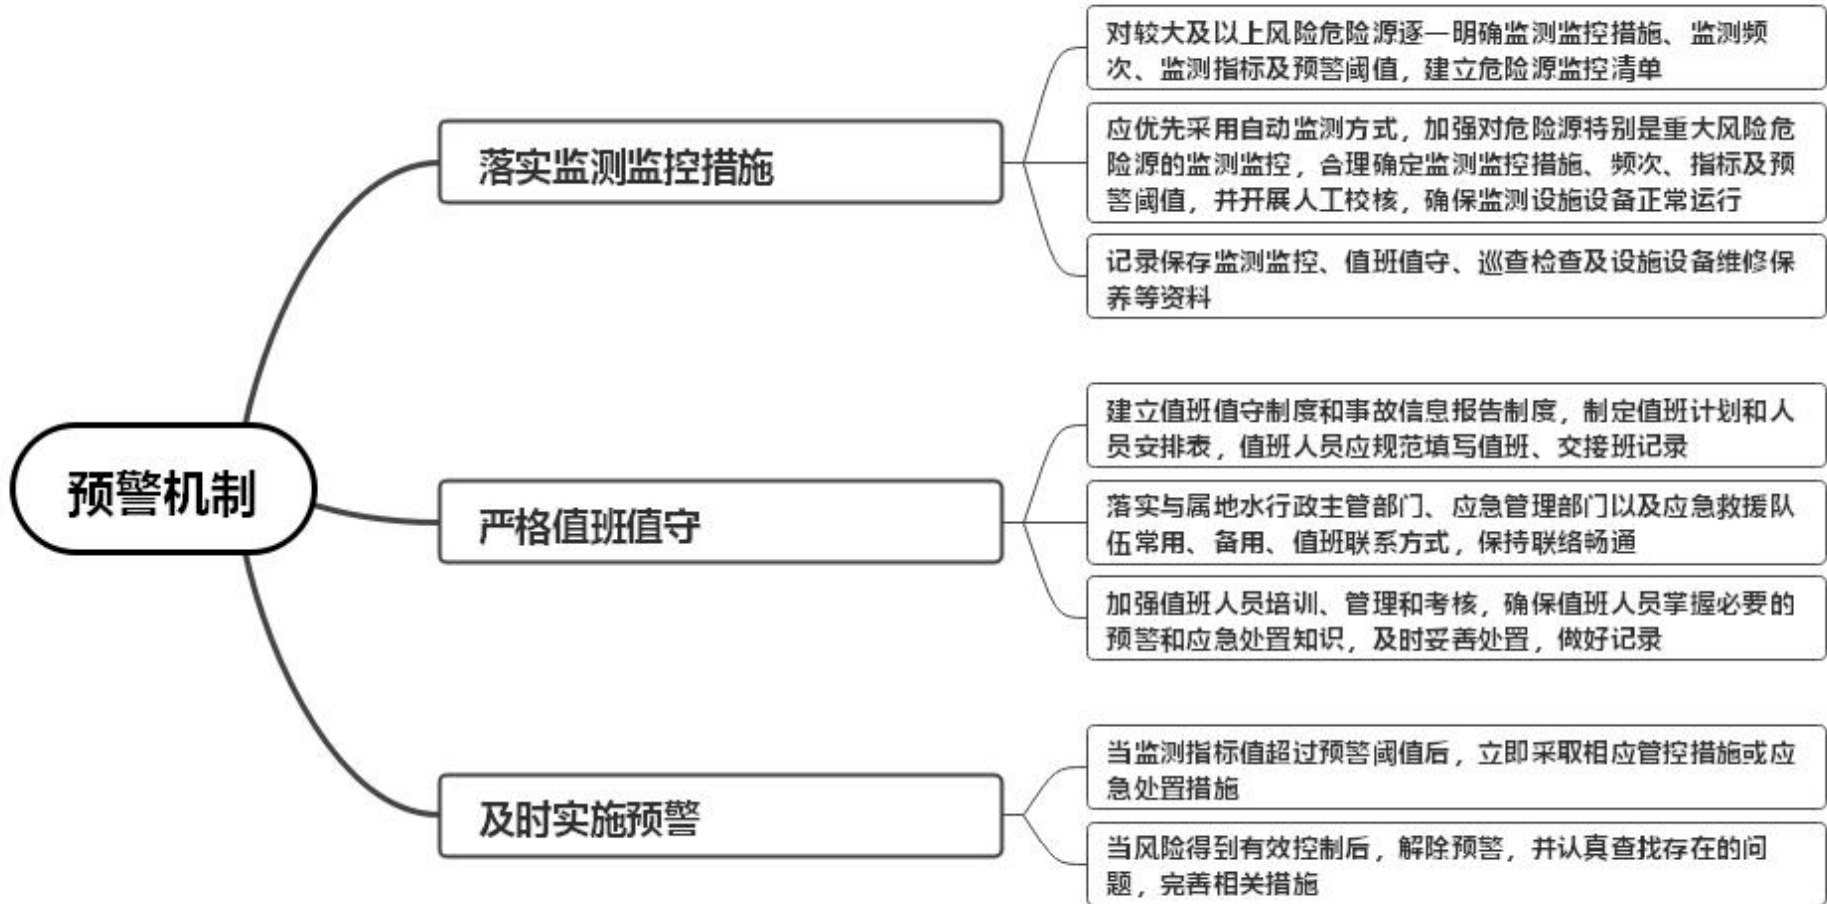 预警机制
落实监测监控措施
对较大及以上风险危险源逐一明确监测监控措施、监测频
次、监测指标及预警阈值，建立危险源监控清单
应优先采用自动监测方式，加强对危险源特别是重大风险危
险源的监测监控，合理确定监测监控措施、频次、指标及预
警阈值，并开展人工校核，确保监测设施设备正常运行
记录保存监测监控、值班值守、巡查检查及设施设备维修保
养等资料
严格值班值守
建立值班值守制度和事故信息报告制度，制定值班计划和人
员安排表，值班人员应规范填写值班、交接班记录
落实与属地水行政主管部门、应急管理部门以及应急救援队
伍常用、备用、值班联系方式，保持联络畅通
加强值班人员培训、管理和考核，确保值班人员掌握必要的
预警和应急处置知识，及时妥善处置，做好记录
及时实施预警
当监测指标值超过预警阈值后，立即采取相应管控措施或应
急处置措施
当风险得到有效控制后，解除预警，并认真查找存在的问
题，完善相关措施